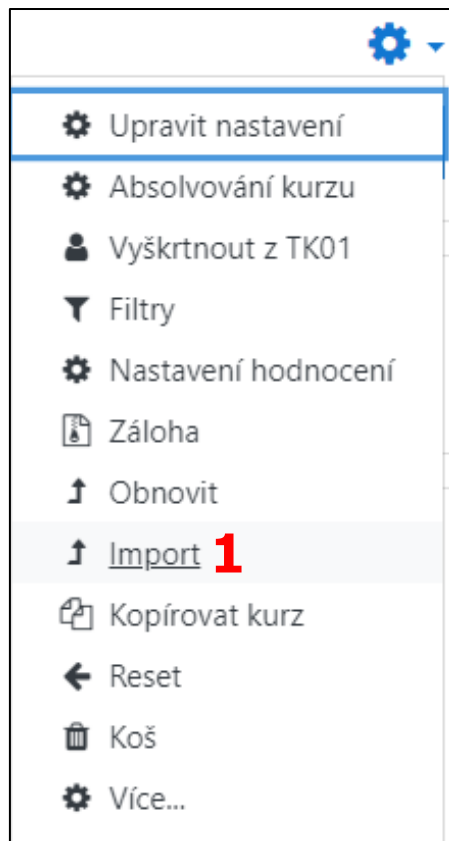 Upravit nastavení
Absolvování kurzu
Vyškrtnout z TK01
Filtry
Nastavení hodnocení
Záloha
Obnovit
Import 1
Kopírovat kurz
Reset
Koš
Více...